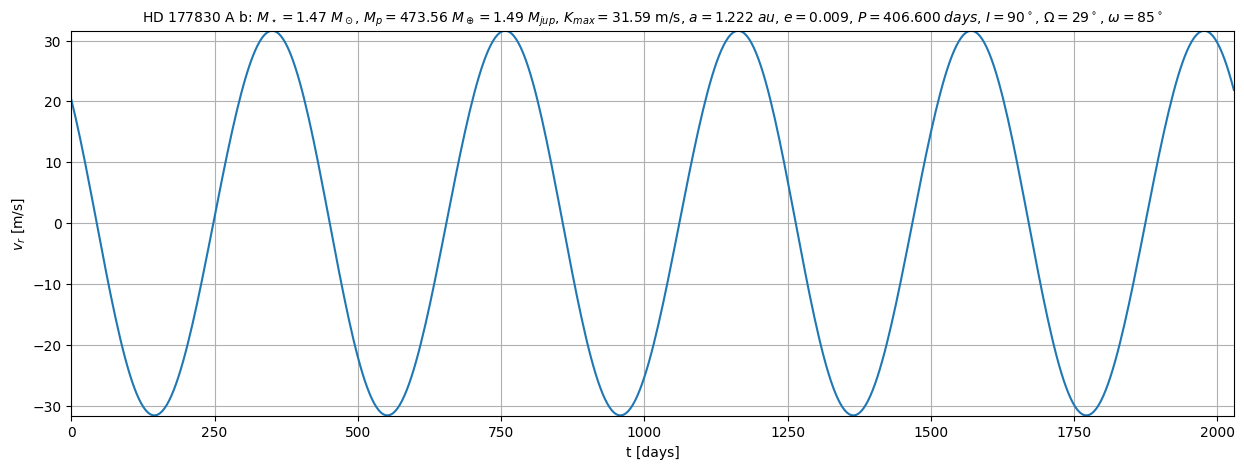 HD 177830 A b: M⋆ = 1.47 M⊙, Mp = 473.56 M⊕ = 1.49 Mjup, Kmax = 31.59 m/s, a = 1.222 au, e = 0.009, P = 406.600 days, I = 90°, Ω = 29°, ω = 85°
30
20
10
0
−10
−20
−30
vr [m/s]
0 250 500 750 1000 1250 1500 1750 2000
t [days]